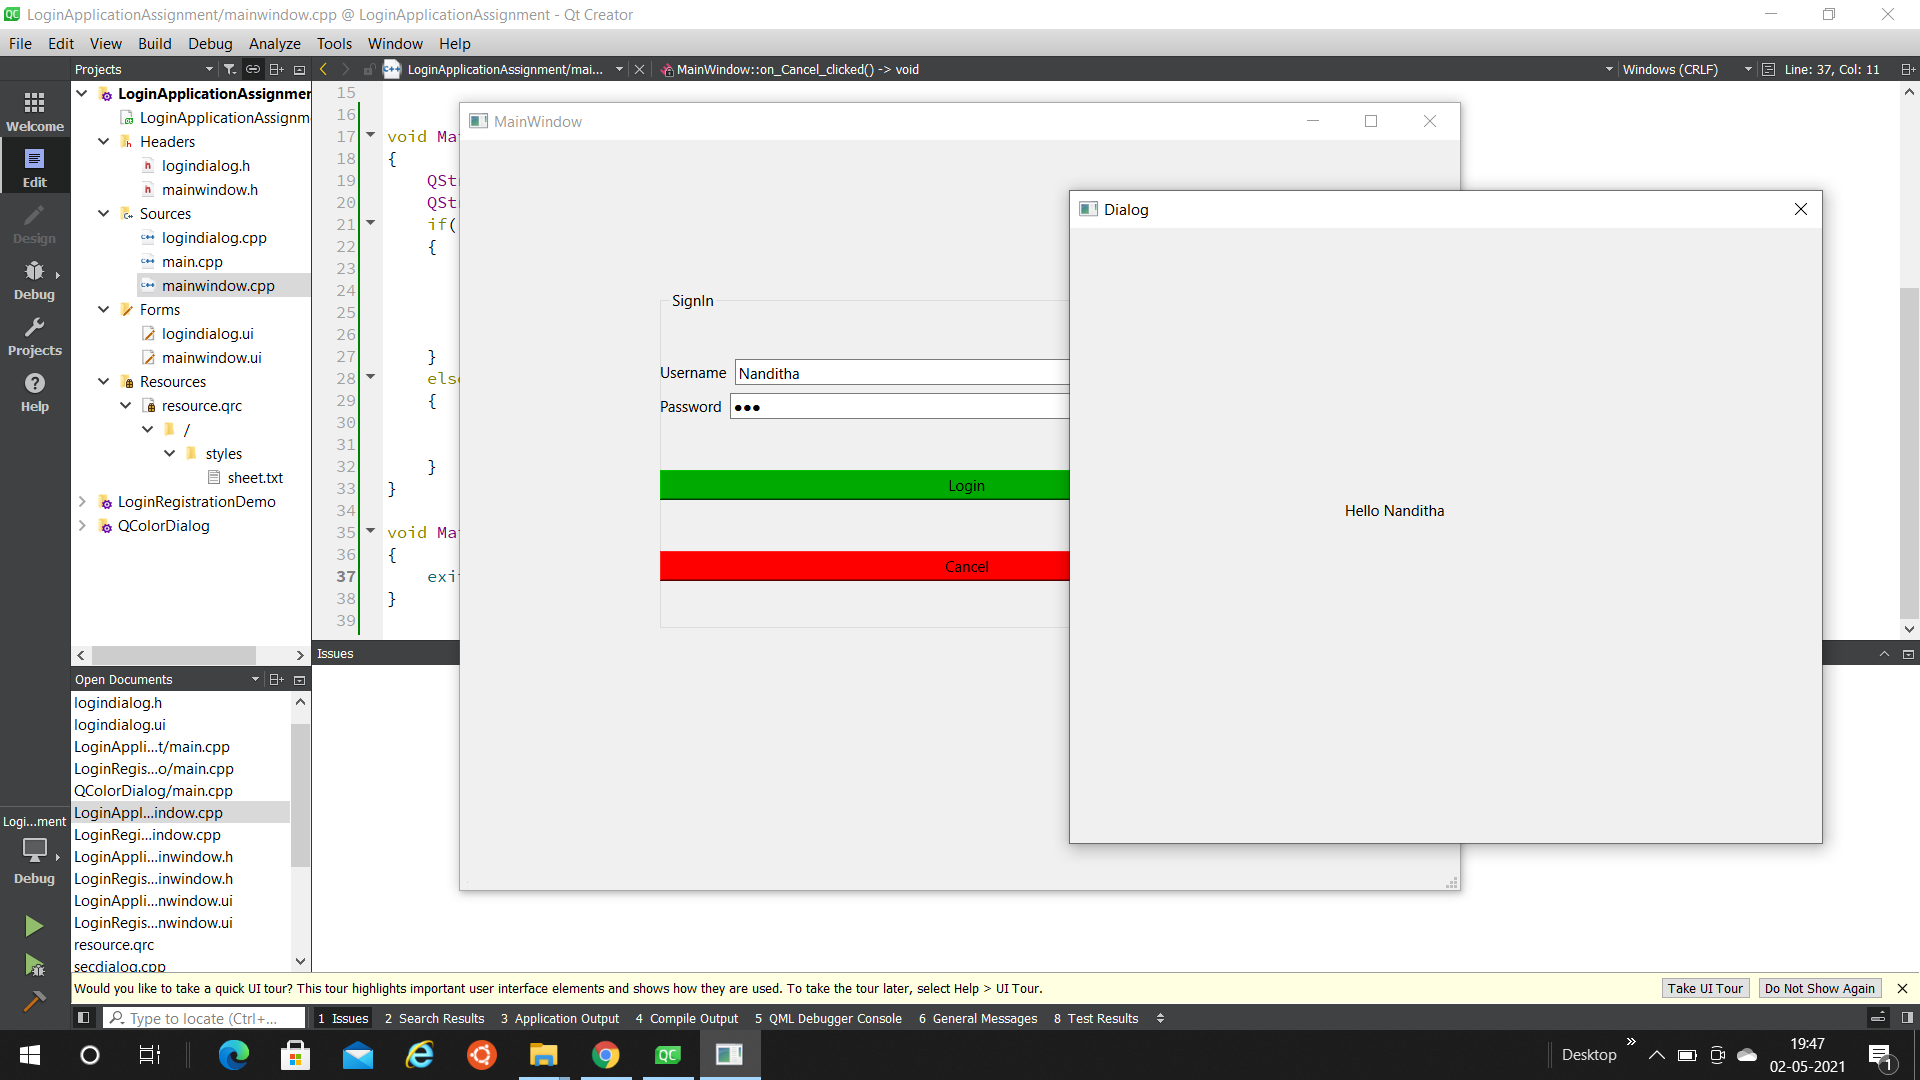 LoginApplicationAssignment/mainwindow.cpp @ LoginApplicationAssignment - Qt Creator
File Edit View Build Debug Analyze Tools Window Help
Projects
LoginApplicationAssignment/mai...
MainWindow::on_Cancel_clicked() -> void
Windows (CRLF)
Line: 37, Col: 11
Welcome
Edit
Design
Debug
Projects
Help
LoginApplicationAssignmer
LoginApplicationAssignm
Headers
logindialog.h
mainwindow.h
Sources
logindialog.cpp
main.cpp
mainwindow.cpp
Forms
logindialog.ui
mainwindow.ui
Resources
resource.qrc
/
styles
sheet.txt
LoginRegistrationDemo
QColorDialog
Open Documents
logindialog.h
logindialog.ui
LoginAppli...t/main.cpp
LoginRegis...o/main.cpp
QColorDialog/main.cpp
LoginAppl...indow.cpp
LoginRegi...indow.cpp
LoginAppli...inwindow.h
LoginRegis...inwindow.h
LoginAppli...nwindow.ui
LoginRegis...nwindow.ui
resource.qrc
secdialog.cpp
Logi...ment
Debug
15
16
17 void Ma
18 {
19 QSt
20 QSt
21 if(
22 {
23
24
25
26
27 }
28 els
29 {
30
31
32 }
33 }
34
35 void Ma
36 {
37 exi
38 }
39
Issues
MainWindow
SignIn
Username Nanditha
Password ●●●
Login
Cancel
Dialog
Hello Nanditha
Would you like to take a quick UI tour? This tour highlights important user interface elements and shows how they are used. To take the tour later, select Help > UI Tour.
Take UI Tour
Do Not Show Again
Type to locate (Ctrl+...
1 Issues 2 Search Results 3 Application Output 4 Compile Output 5 QML Debugger Console 6 General Messages 8 Test Results
QC
Desktop
19:47
02-05-2021
1